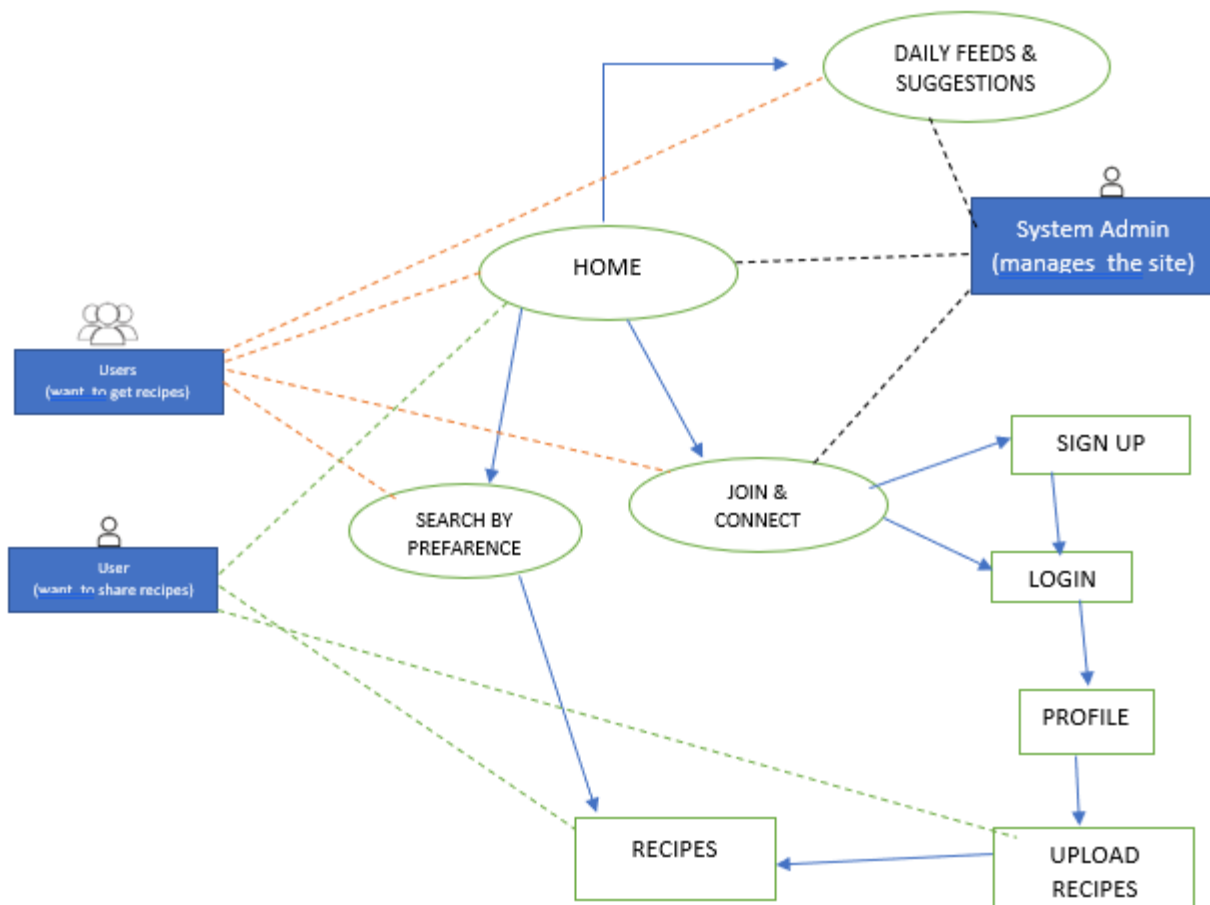 DAILY FEEDS &
SUGGESTIONS
System Admin
(manages the site)
HOME
Users
(want to get recipes)
SIGN UP
JOIN &
CONNECT
SEARCH BY
PREFARENCE
User
(want to share recipes)
LOGIN
PROFILE
RECIPES
UPLOAD
RECIPES